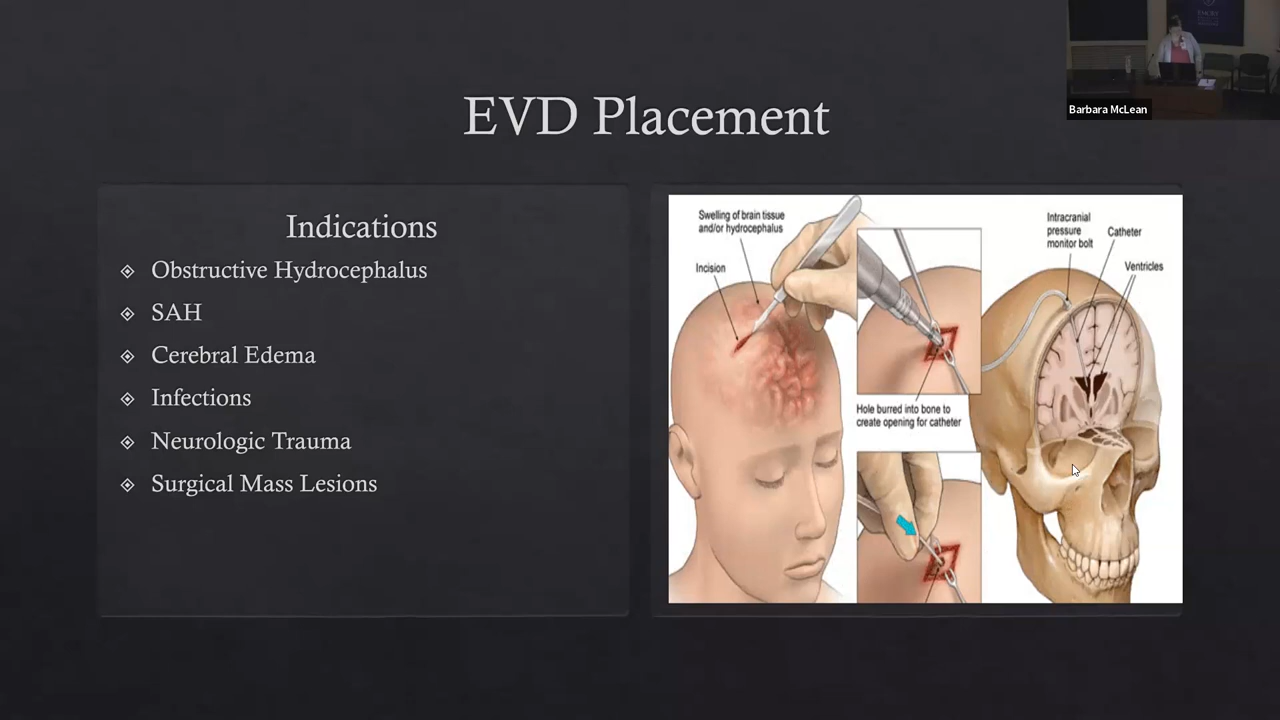 EVD Placement
Barbara McLean
Indications
Obstructive Hydrocephalus
SAH
Cerebral Edema
Infections
Neurologic Trauma
Surgical Mass Lesions
Swelling of brain tissue
and/or hydrocephalus
Incision
Hole burred into bone to
create opening for catheter
Intracranial
pressure
monitor bolt
Catheter
Ventricles